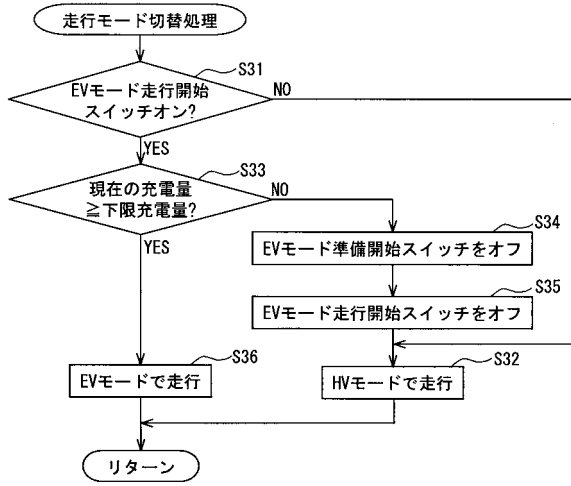 走行モード切替処理
S31
EVモード走行開始
スイッチオン?
NO
YES
S33
現在の充電量
≧下限充電量?
NO
YES
S34
EVモード準備開始スイッチをオフ
S35
EVモード走行開始スイッチをオフ
S36
EVモードで走行
S32
HVモードで走行
リターン